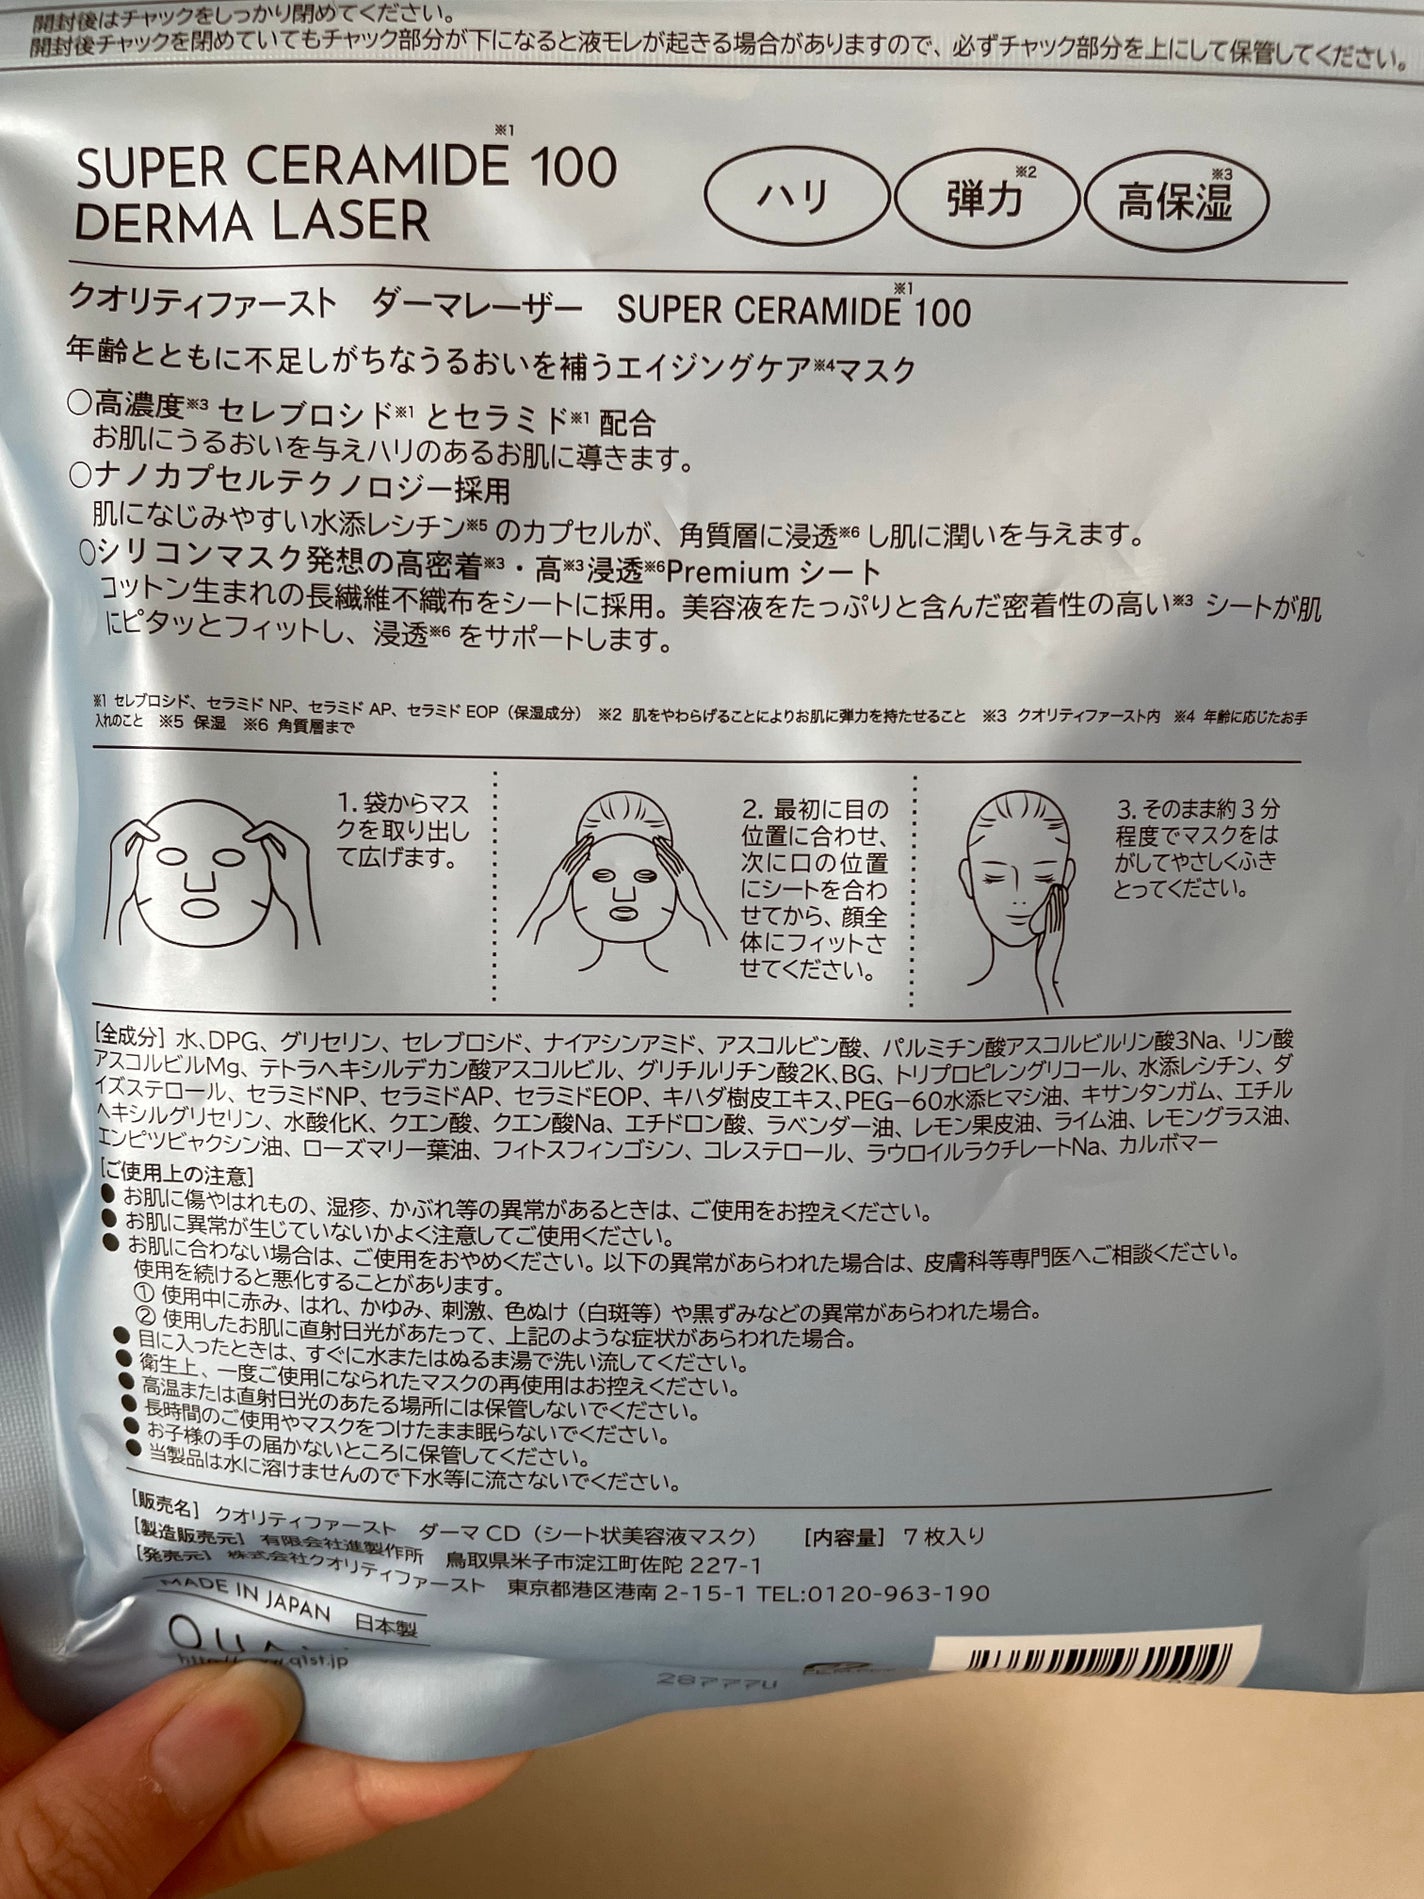 開封後はチャックをしっかり閉めてください。
開封後チャックを閉めていてもチャック部分が下になると液モレが起きる場合がありますので、必ずチャック部分を上にして保管してください。
SUPER CERAMIDE※1 100
DERMA LASER
ハリ
弾力※2
高保湿※3
クオリティファースト ダーマレーザー SUPER CERAMIDE※1 100
年齢とともに不足しがちなうるおいを補うエイジングケア※4マスク
○高濃度※3 セレブロシド※1 とセラミド※1 配合
お肌にうるおいを与えハリのあるお肌に導きます。
○ナノカプセルテクノロジー採用
肌になじみやすい水添レシチン※5 のカプセルが、角質層に浸透※6 し肌に潤いを与えます。
○シリコンマスク発想の高密着※3・高※3浸透※6Premium シート
コットン生まれの長繊維不織布をシートに採用。美容液をたっぷりと含んだ密着性の高い※3 シートが肌
にピタッとフィットし、浸透※6 をサポートします。
※1 セレブロシド、セラミド NP、セラミド AP、セラミド EOP（保湿成分） ※2 肌をやわらげることによりお肌に弾力を持たせること ※3 クオリティファースト内 ※4 年齢に応じたお手
入れのこと ※5 保湿 ※6 角質層まで
1. 袋からマス
クを取り出し
て広げます。
2. 最初に目の
位置に合わせ、
次に口の位置
にシートを合わ
せてから、顔全
体にフィットさ
せてください。
3. そのまま約 3 分
程度でマスクをは
がしてやさしくふき
とってください。
[全成分] 水、DPG、グリセリン、セレブロシド、ナイアシンアミド、アスコルビン酸、パルミチン酸アスコルビルリン酸3Na、リン酸
アスコルビルMg、テトラヘキシルデカン酸アスコルビル、グリチルリチン酸2K、BG、トリプロピレングリコール、水添レシチン、ダ
イズステロール、セラミドNP、セラミドAP、セラミドEOP、キハダ樹皮エキス、PEG−60水添ヒマシ油、キサンタンガム、エチル
ヘキシルグリセリン、水酸化K、クエン酸、クエン酸Na、エチドロン酸、ラベンダー油、レモン果皮油、ライム油、レモングラス油、
エンピツビャクシン油、ローズマリー葉油、フィトスフィンゴシン、コレステロール、ラウロイルラクチレートNa、カルボマー
[ご使用上の注意]
●お肌に傷やはれもの、湿疹、かぶれ等の異常があるときは、ご使用をお控えください。
●お肌に異常が生じていないかよく注意してご使用ください。
●お肌に合わない場合は、ご使用をおやめください。以下の異常があらわれた場合は、皮膚科等専門医へご相談ください。
使用を続けると悪化することがあります。
① 使用中に赤み、はれ、かゆみ、刺激、色ぬけ（白斑等）や黒ずみなどの異常があらわれた場合。
② 使用したお肌に直射日光があたって、上記のような症状があらわれた場合。
●目に入ったときは、すぐに水またはぬるま湯で洗い流してください。
●衛生上、一度ご使用になられたマスクの再使用はお控えください。
●高温または直射日光のあたる場所には保管しないでください。
●長時間のご使用やマスクをつけたまま眠らないでください。
●お子様の手の届かないところに保管してください。
●当製品は水に溶けませんので下水等に流さないでください。
[販売名] クオリティファースト ダーマ CD（シート状美容液マスク） [内容量] 7 枚入り
[製造販売元] 有限会社進製作所 鳥取県米子市淀江町佐陀 227-1
[発売元] 株式会社クオリティファースト 東京都港区港南 2-15-1 TEL:0120-963-190
MADE IN JAPAN 日本製
q1st.jp
28777U